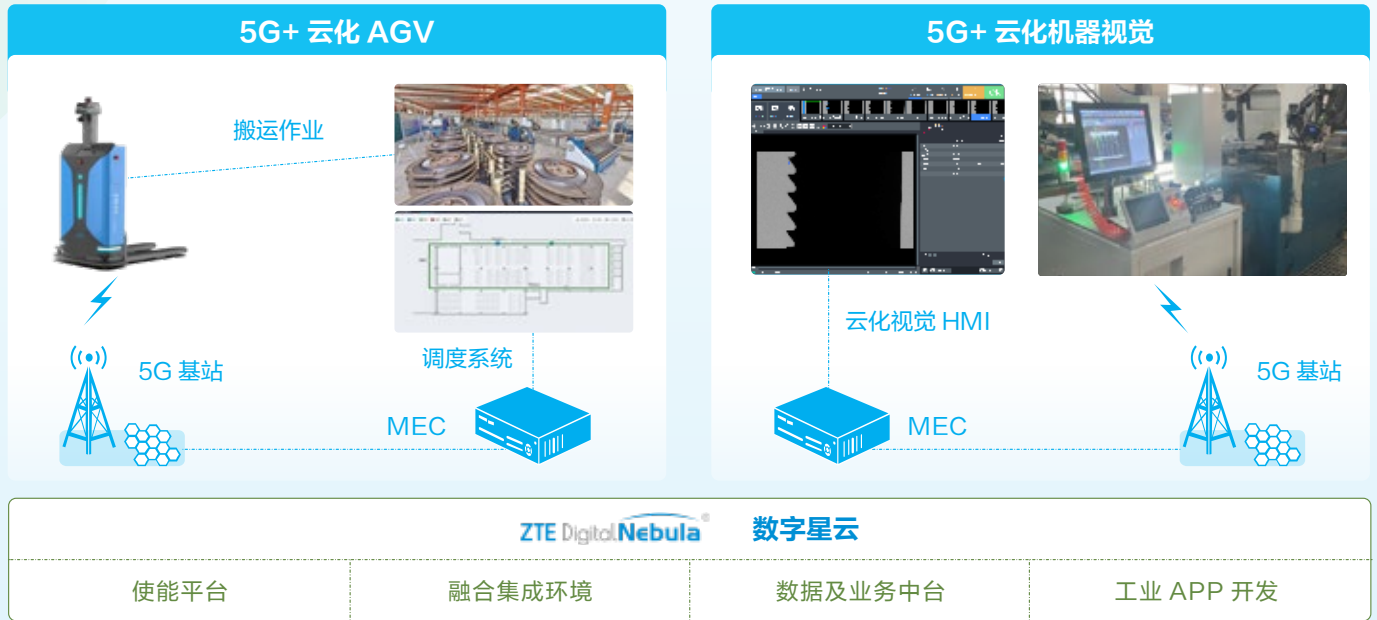 5G+ 云化 AGV
搬运作业
5G 基站
调度系统
MEC
5G+ 云化机器视觉
云化视觉 HMI
MEC
5G 基站
ZTE Digital Nebula® 数字星云
使能平台
融合集成环境
数据及业务中台
工业 APP 开发